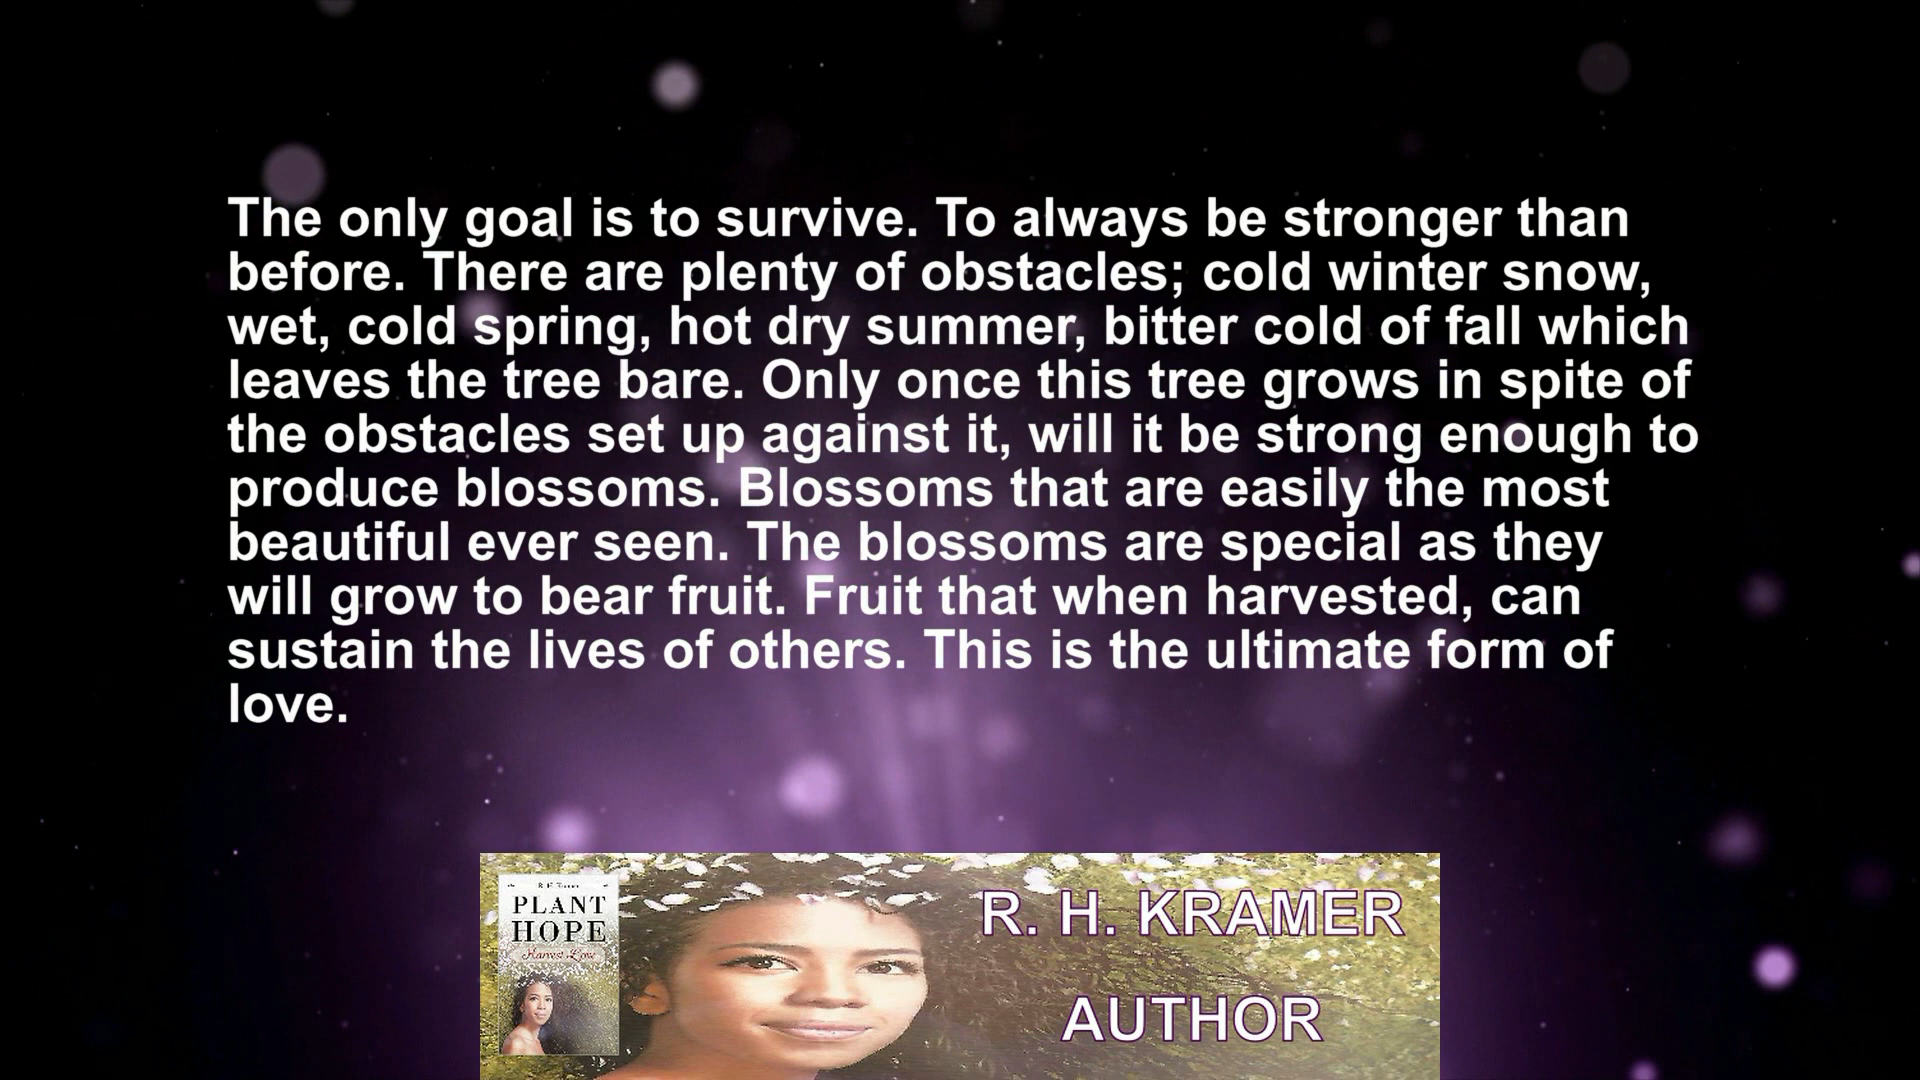 The only goal is to survive. To always be stronger than
before. There are plenty of obstacles; cold winter snow,
wet, cold spring, hot dry summer, bitter cold of fall which
leaves the tree bare. Only once this tree grows in spite of
the obstacles set up against it, will it be strong enough to
produce blossoms. Blossoms that are easily the most
beautiful ever seen. The blossoms are special as they
will grow to bear fruit. Fruit that when harvested, can
sustain the lives of others. This is the ultimate form of
love.
R. H. Kramer
PLANT
HOPE
Harvest Love
R. H. KRAMER
AUTHOR